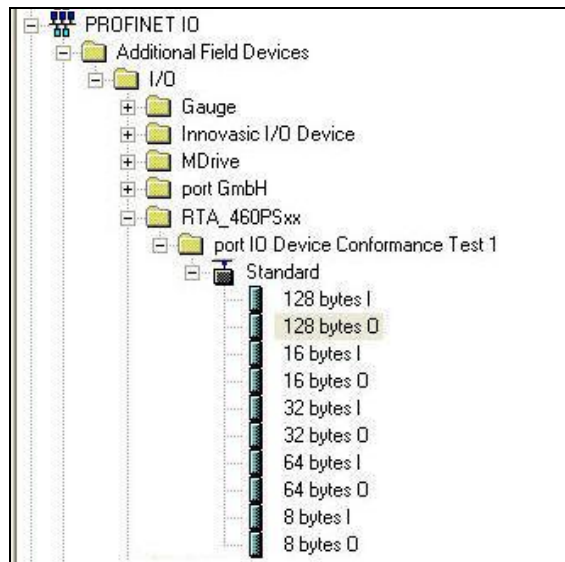 PROFINET IO
Additional Field Devices
I/O
Gauge
Innovasic I/O Device
MDrive
port GmbH
RTA_460PSxx
port IO Device Conformance Test 1
Standard
128 bytes I
128 bytes O
16 bytes I
16 bytes O
32 bytes I
32 bytes O
64 bytes I
64 bytes O
8 bytes I
8 bytes O